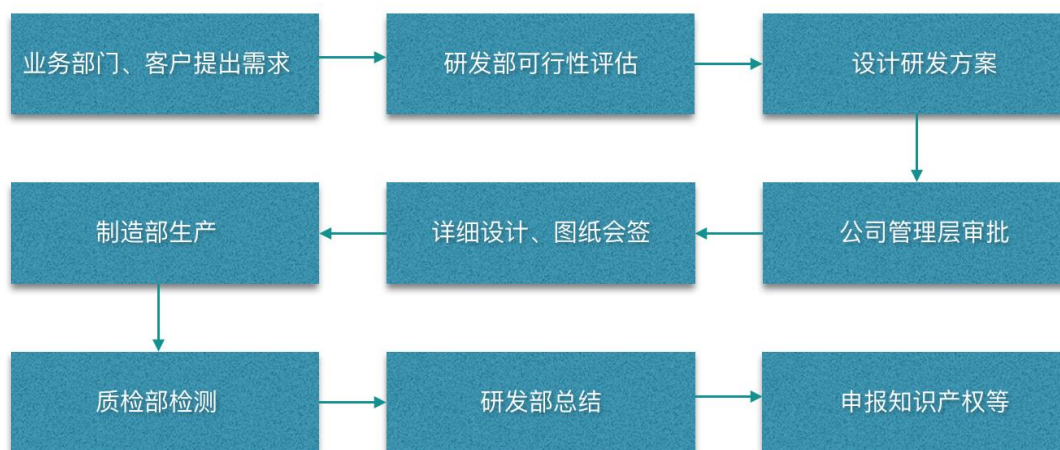 业务部门、客户提出需求
研发部可行性评估
设计研发方案
公司管理层审批
详细设计、图纸会签
制造部生产
质检部检测
研发部总结
申报知识产权等